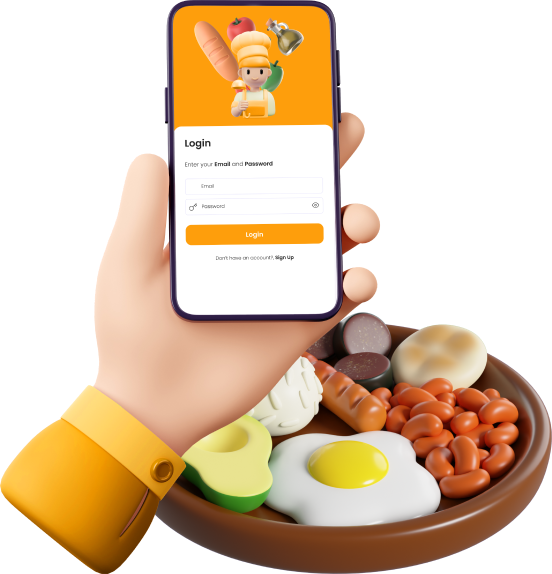 Login
Enter your Email and Password
Email
Password
Login
Don't have an account? Sign Up